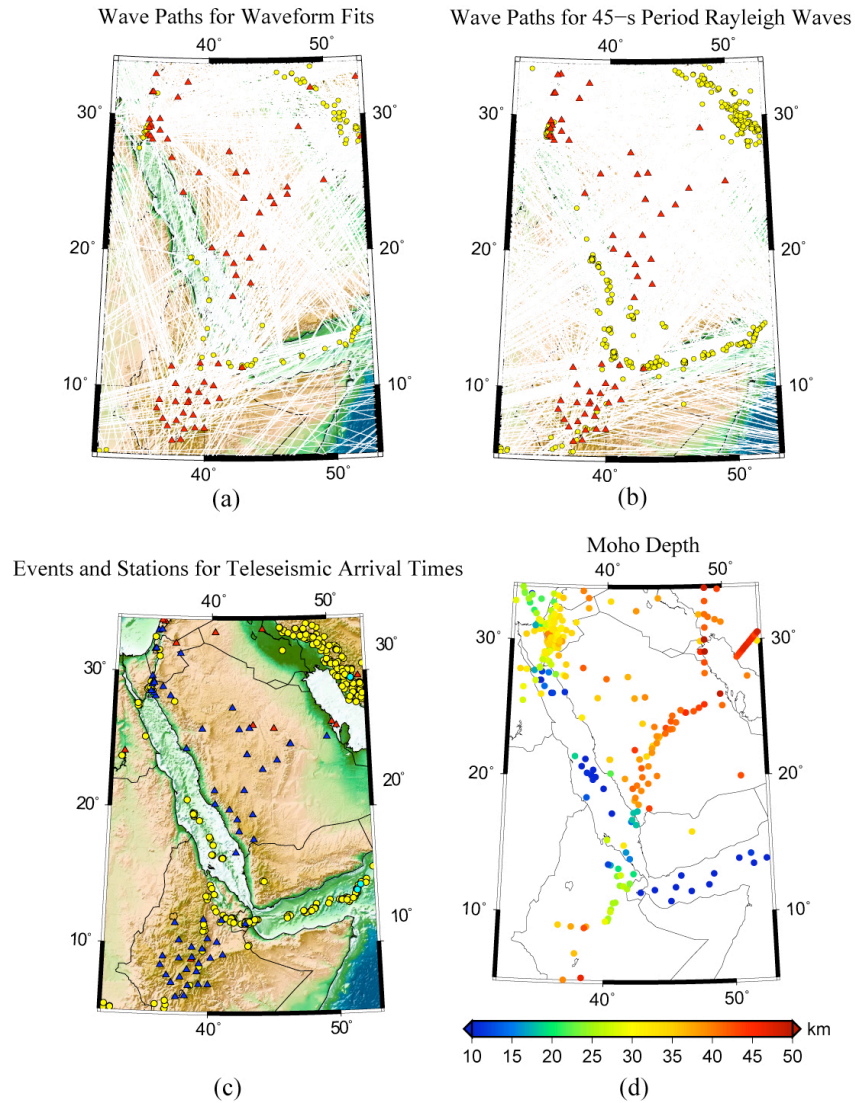 Wave Paths for Waveform Fits
40° 50°
30° 30°
20° 20°
10° 10°
40° 50°
(a)
Wave Paths for 45−s Period Rayleigh Waves
40° 50°
30° 30°
20° 20°
10° 10°
40° 50°
(b)
Events and Stations for Teleseismic Arrival Times
40° 50°
30° 30°
20° 20°
10° 10°
40° 50°
(c)
Moho Depth
40° 50°
30° 30°
20° 20°
10° 10°
40° 50°
km
10 15 20 25 30 35 40 45 50
(d)